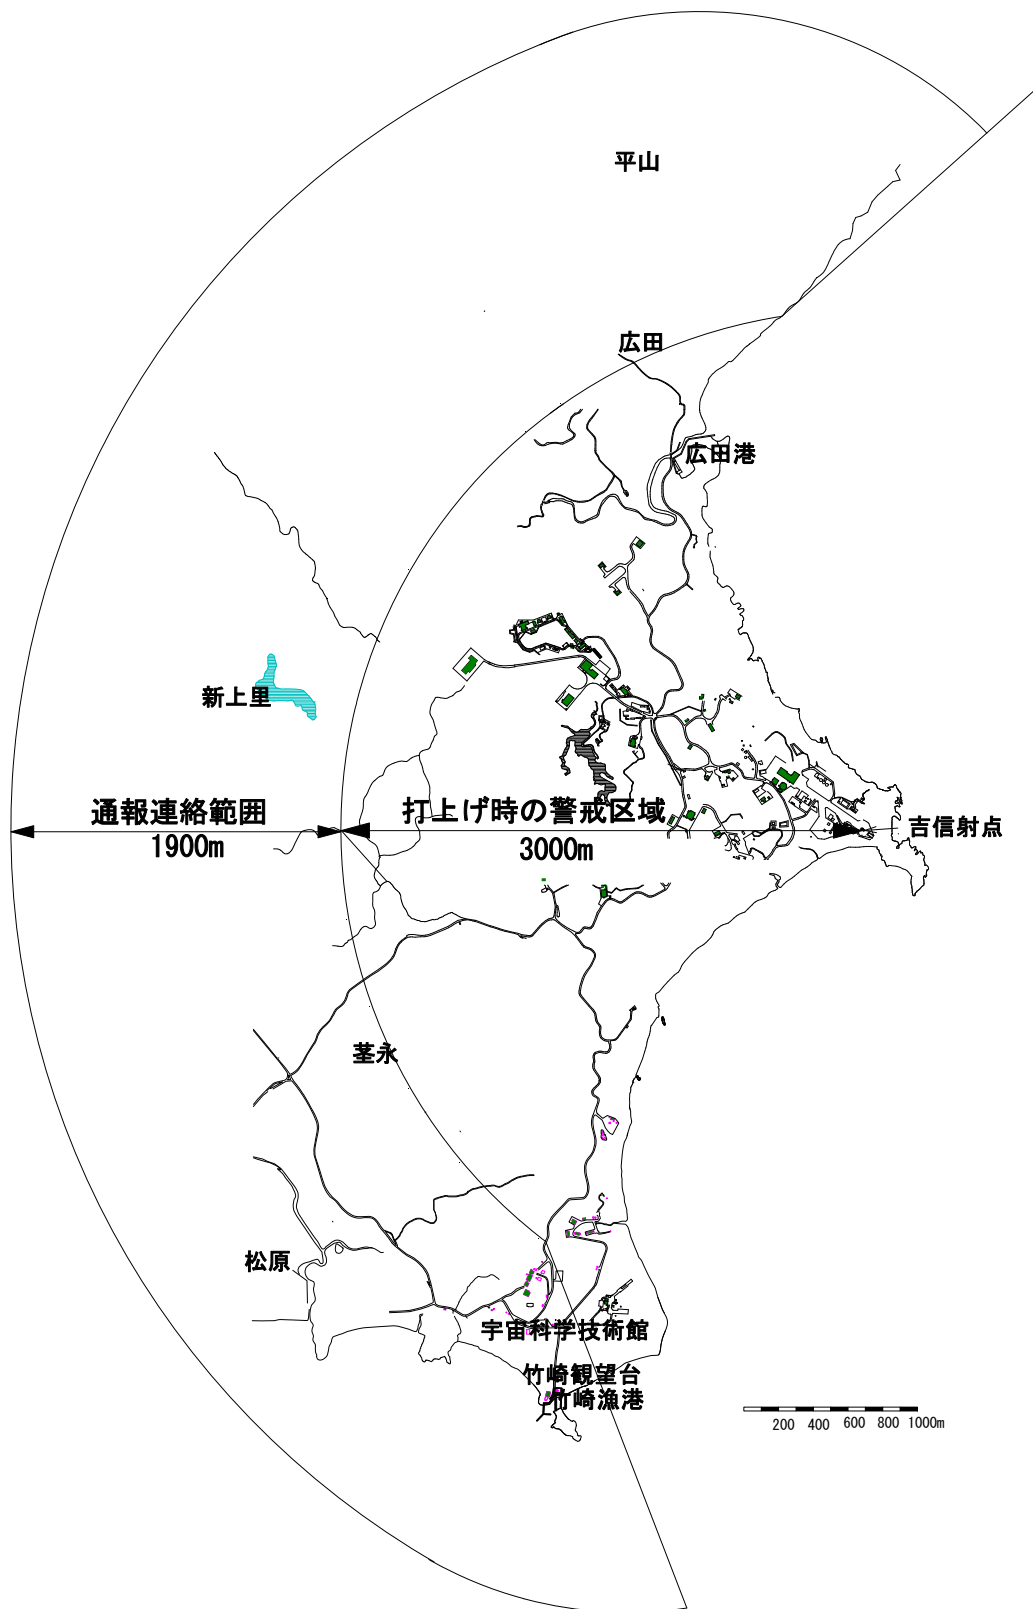 平山
広田
広田港
新上里
通報連絡範囲
1900m
打上げ時の警戒区域
3000m
吉信射点
茎永
松原
宇宙科学技術館
竹崎観望台
竹崎漁港
200 400 600 800 1000m